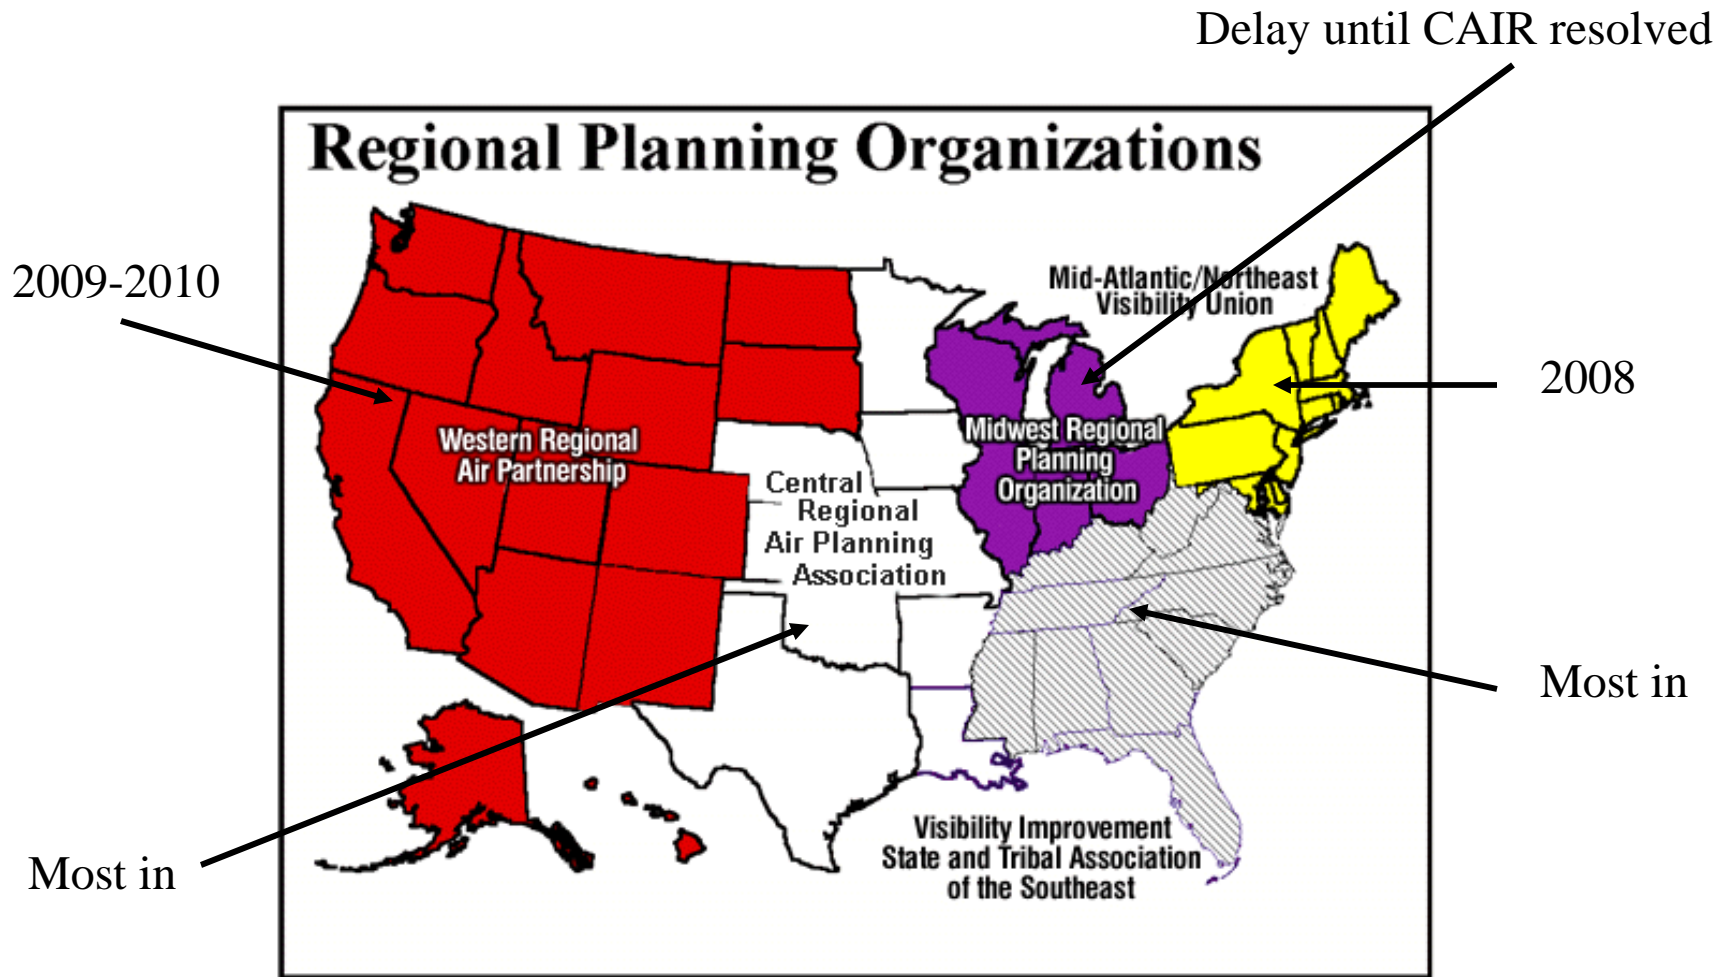 Delay until CAIR resolved
Regional Planning Organizations
2009-2010
Mid-Atlantic/Northeast
Visibility Union
2008
Western Regional
Air Partnership
Midwest Regional
Planning
Organization
Central
Regional
Air Planning
Association
Most in
Visibility Improvement
State and Tribal Association
of the Southeast
Most in